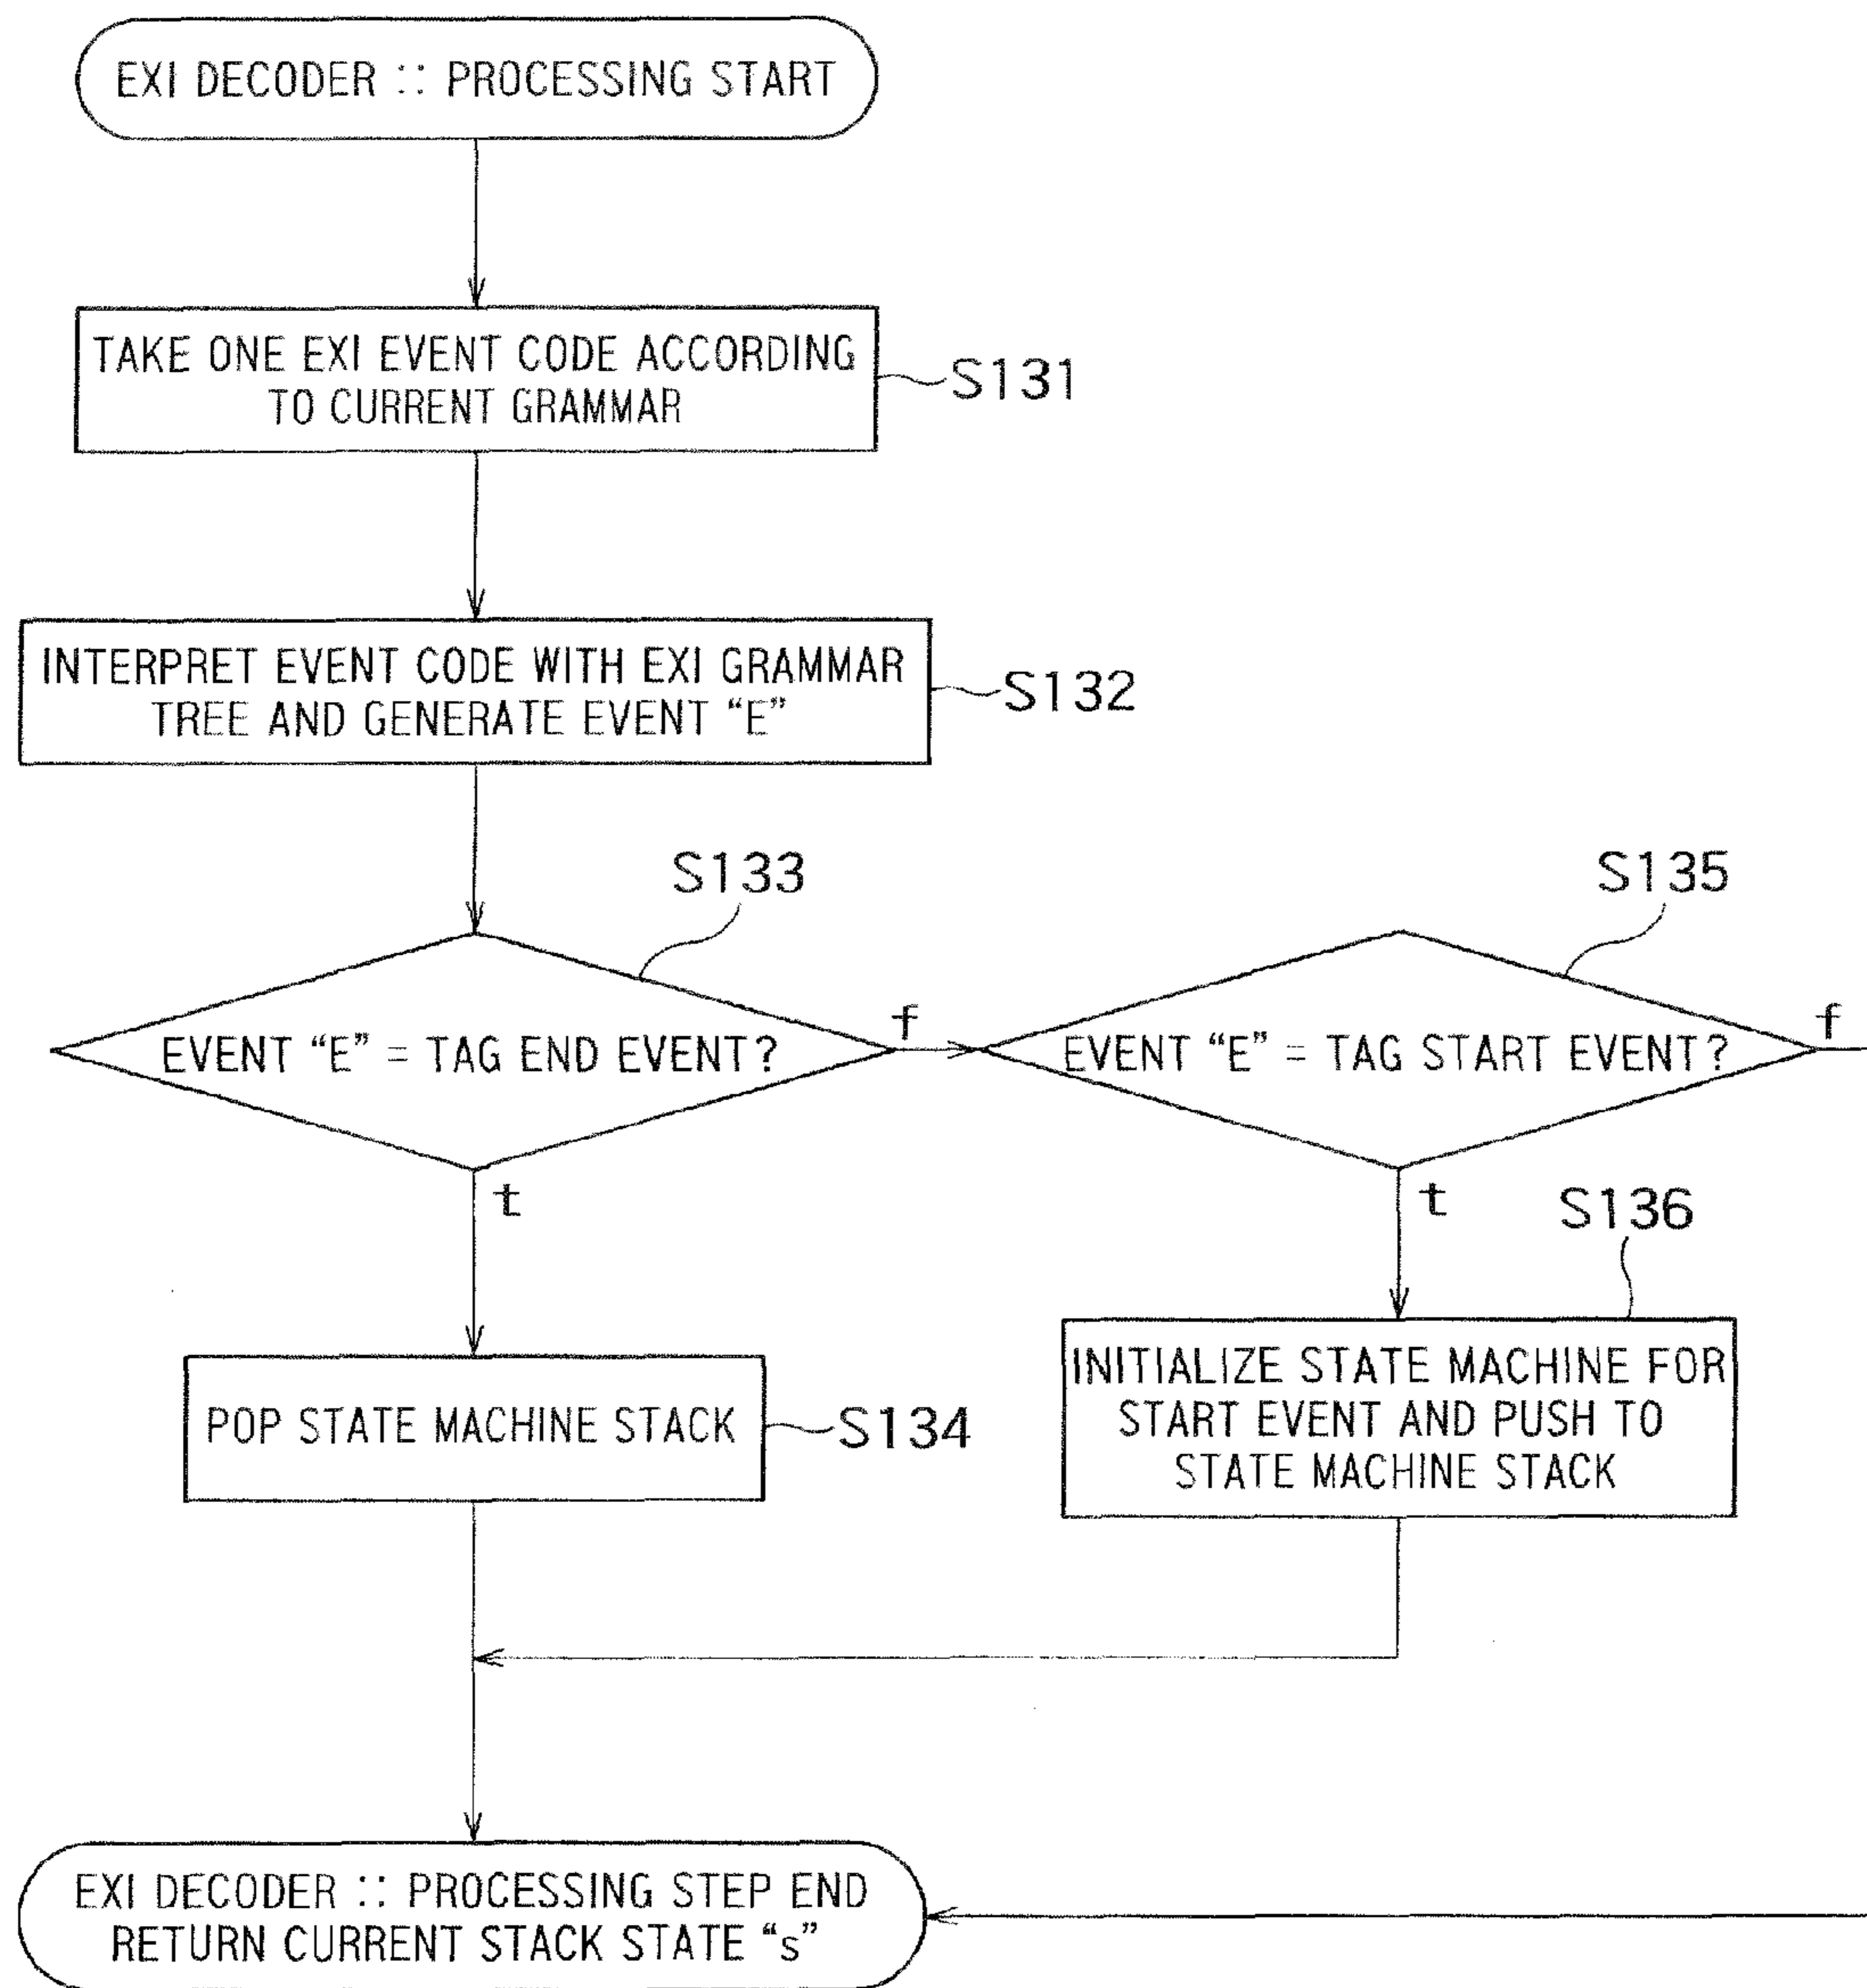 EXI DECODER :: PROCESSING START
TAKE ONE EXI EVENT CODE ACCORDING
TO CURRENT GRAMMAR
S131
INTERPRET EVENT CODE WITH EXI GRAMMAR
TREE AND GENERATE EVENT “E”
S132
S133
EVENT “E” = TAG END EVENT?
f
t
S135
EVENT “E” = TAG START EVENT?
f
t
S136
POP STATE MACHINE STACK
S134
INITIALIZE STATE MACHINE FOR
START EVENT AND PUSH TO
STATE MACHINE STACK
EXI DECODER :: PROCESSING STEP END
RETURN CURRENT STACK STATE “s”